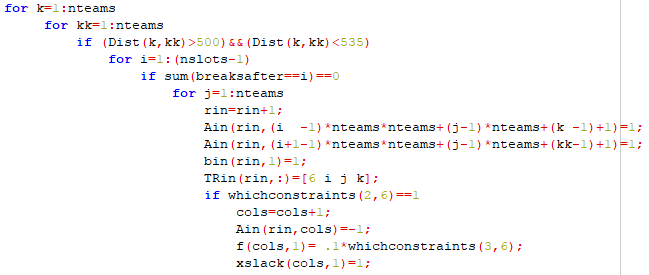 for k=1:nteams
for kk=1:nteams
if (Dist(k,kk)>500)&&(Dist(k,kk)<535)
for i=1:(nslots-1)
if sum(breaksafter==i)==0
for j=1:nteams
rin=rin+1;
Ain(rin,(i  -1)*nteams*nteams+(j-1)*nteams+(k -1)+1)=1;
Ain(rin,(i+1-1)*nteams*nteams+(j-1)*nteams+(kk-1)+1)=1;
bin(rin,1)=1;
TRin(rin,:)=[6 i j k];
if whichconstraints(2,6)==1
cols=cols+1;
Ain(rin,cols)=-1;
f(cols,1)= .1*whichconstraints(3,6);
xslack(cols,1)=1;